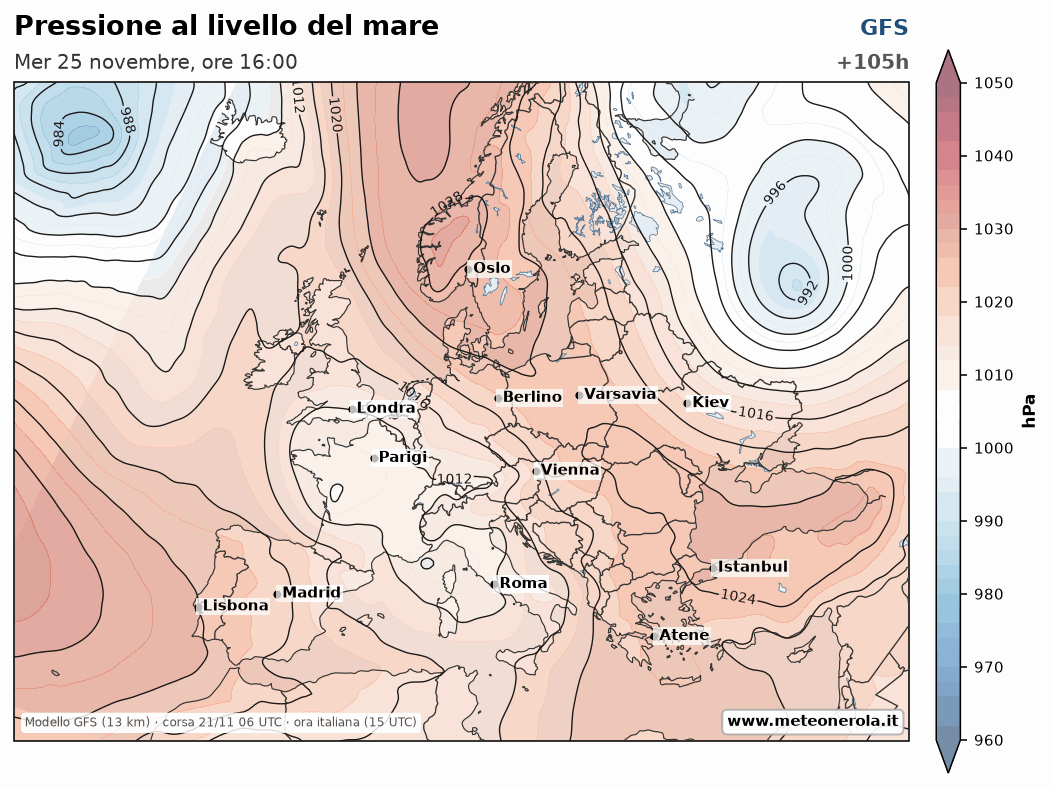 Pressione al livello del mare
GFS
Mer 25 novembre, ore 16:00
+105h
984
988
1012
1020
1028
996
1000
992
Oslo
1016
Londra
Berlino
Varsavia
Kiev
1016
Parigi
1012
Vienna
Istanbul
1024
Roma
Madrid
Lisbona
Atene
Modello GFS (13 km) · corsa 21/11 06 UTC · ora italiana (15 UTC)
www.meteonerola.it
1050
1040
1030
1020
1010
1000
990
980
970
960
hPa